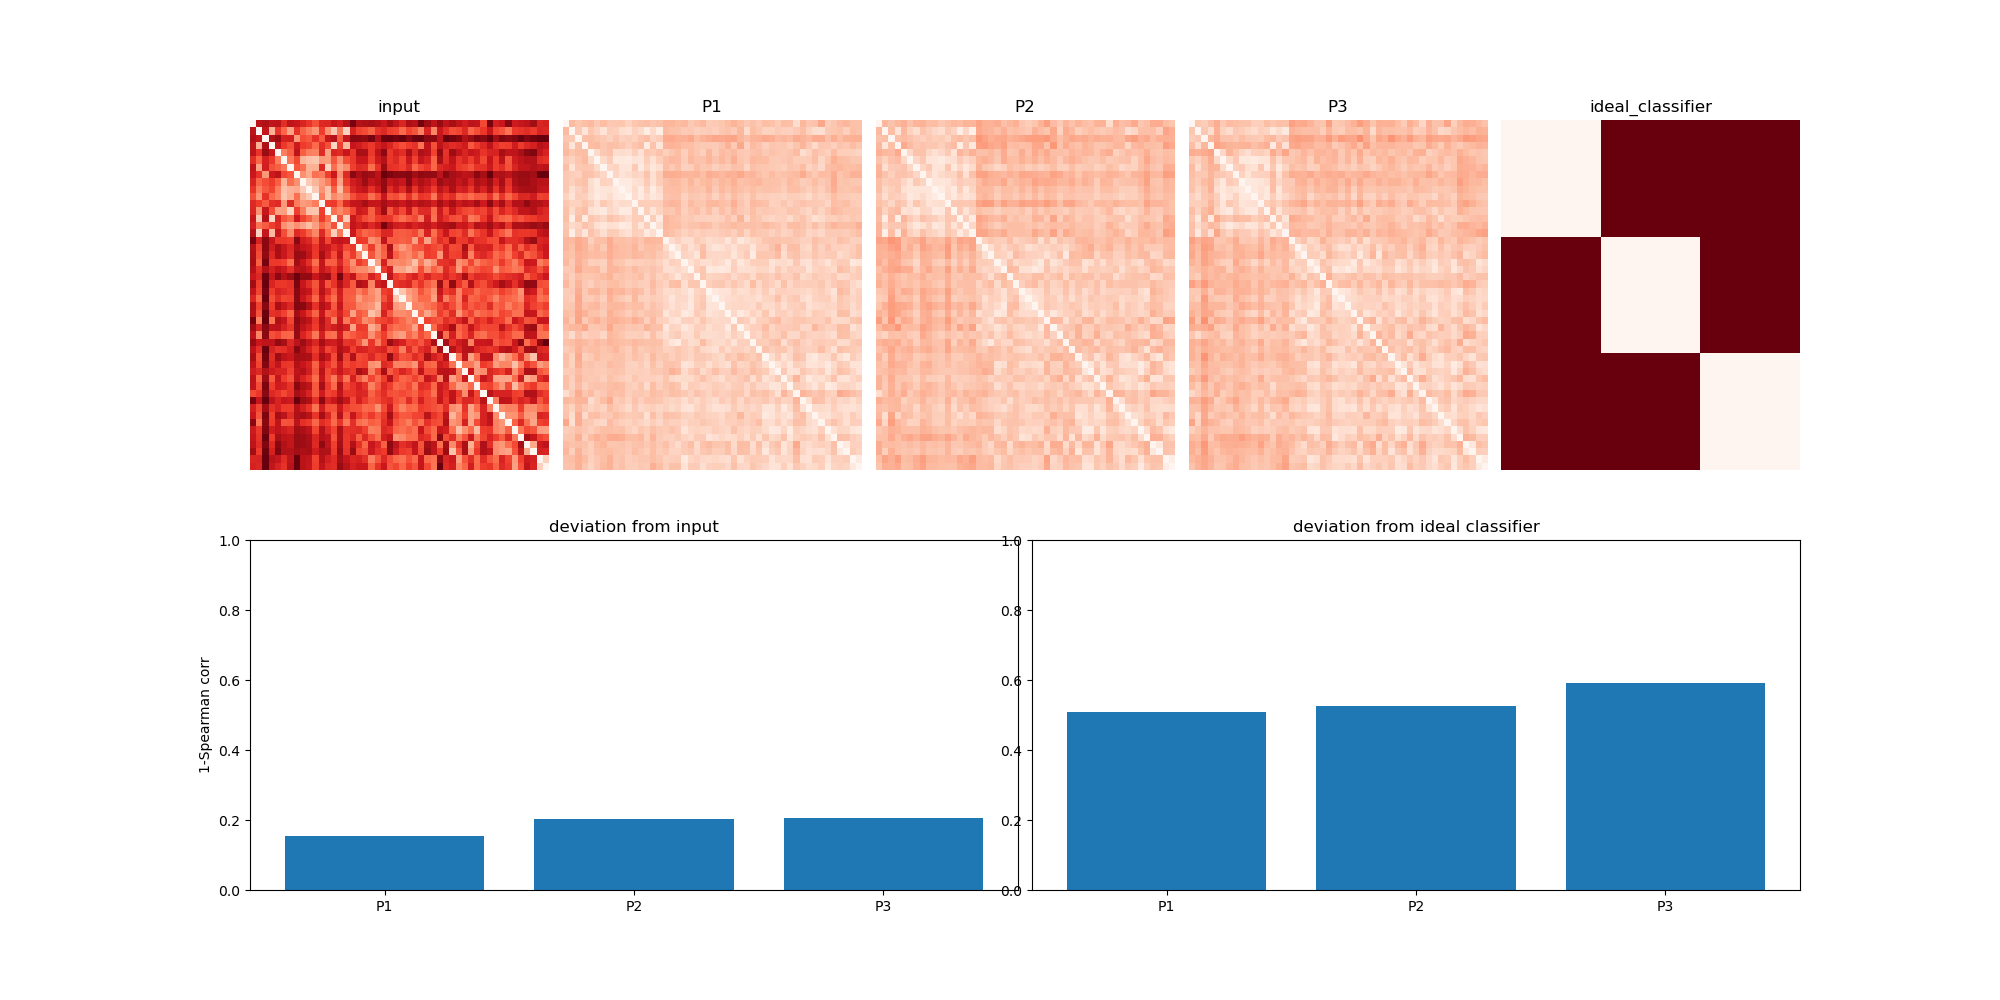 input
P1
P2
P3
ideal_classifier
deviation from input
deviation from ideal classifier
1-Spearman corr
1.0
0.8
0.6
0.4
0.2
0.0
P1
P2
P3
1.0
0.8
0.6
0.4
0.2
0.0
P1
P2
P3